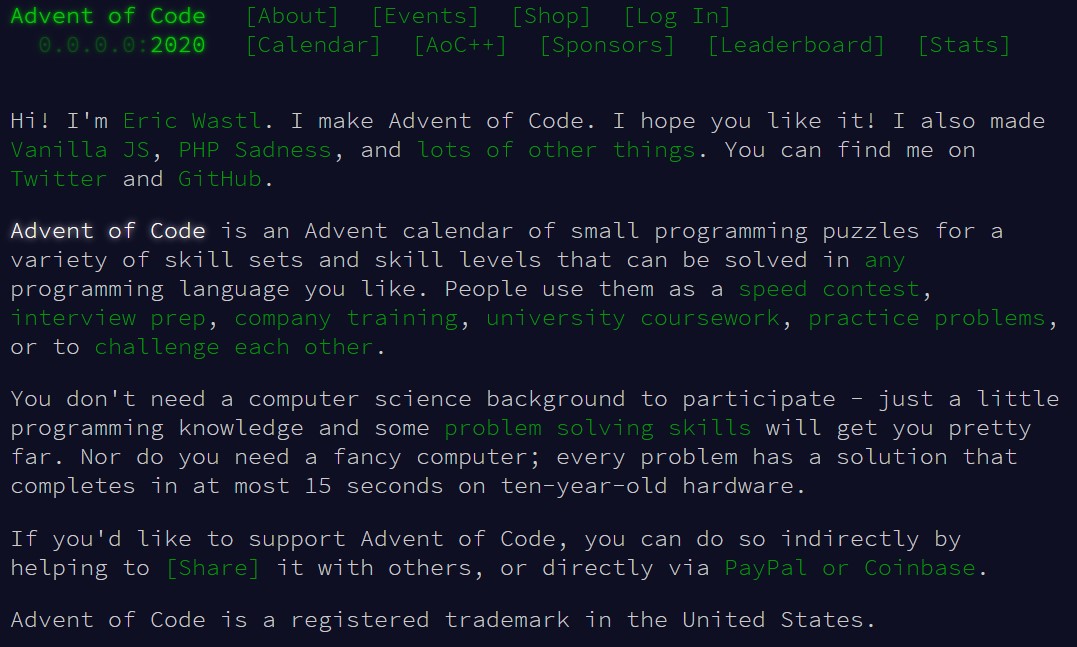 Advent of Code [About] [Events] [Shop] [Log In]
0.0.0.0:2020 [Calendar] [AoC++] [Sponsors] [Leaderboard] [Stats]
Hi! I'm Eric Wastl. I make Advent of Code. I hope you like it! I also made
Vanilla JS, PHP Sadness, and lots of other things. You can find me on
Twitter and GitHub.
Advent of Code is an Advent calendar of small programming puzzles for a
variety of skill sets and skill levels that can be solved in any
programming language you like. People use them as a speed contest,
interview prep, company training, university coursework, practice problems,
or to challenge each other.
You don't need a computer science background to participate - just a little
programming knowledge and some problem solving skills will get you pretty
far. Nor do you need a fancy computer; every problem has a solution that
completes in at most 15 seconds on ten-year-old hardware.
If you'd like to support Advent of Code, you can do so indirectly by
helping to [Share] it with others, or directly via PayPal or Coinbase.
Advent of Code is a registered trademark in the United States.